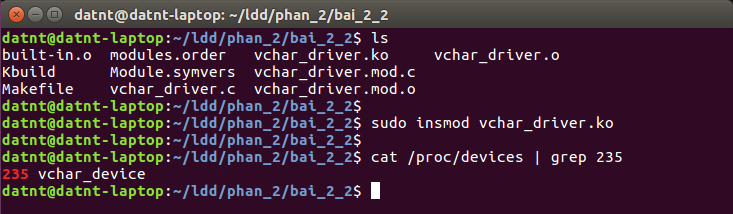 datnt@datnt-laptop: ~/ldd/phan_2/bai_2_2
datnt@datnt-laptop:~/ldd/phan_2/bai_2_2$ ls
built-in.o  modules.order   vchar_driver.ko     vchar_driver.o
Kbuild      Module.symvers  vchar_driver.mod.c
Makefile    vchar_driver.c  vchar_driver.mod.o
datnt@datnt-laptop:~/ldd/phan_2/bai_2_2$
datnt@datnt-laptop:~/ldd/phan_2/bai_2_2$ sudo insmod vchar_driver.ko
datnt@datnt-laptop:~/ldd/phan_2/bai_2_2$
datnt@datnt-laptop:~/ldd/phan_2/bai_2_2$ cat /proc/devices | grep 235
235 vchar_device
datnt@datnt-laptop:~/ldd/phan_2/bai_2_2$